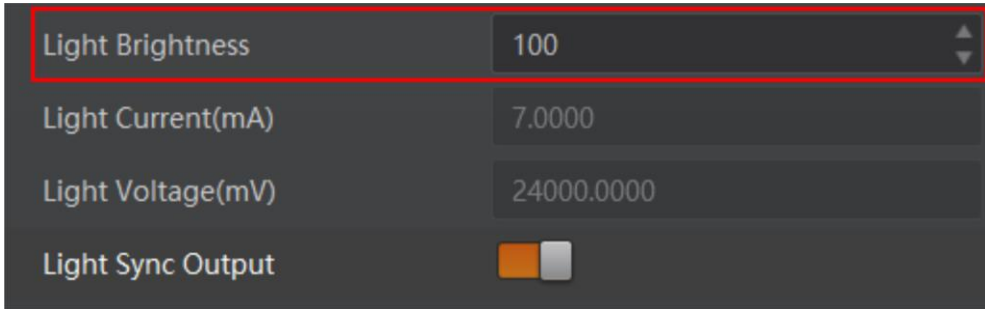 Light Brightness 100
Light Current(mA) 7.0000
Light Voltage(mV) 24000.0000
Light Sync Output